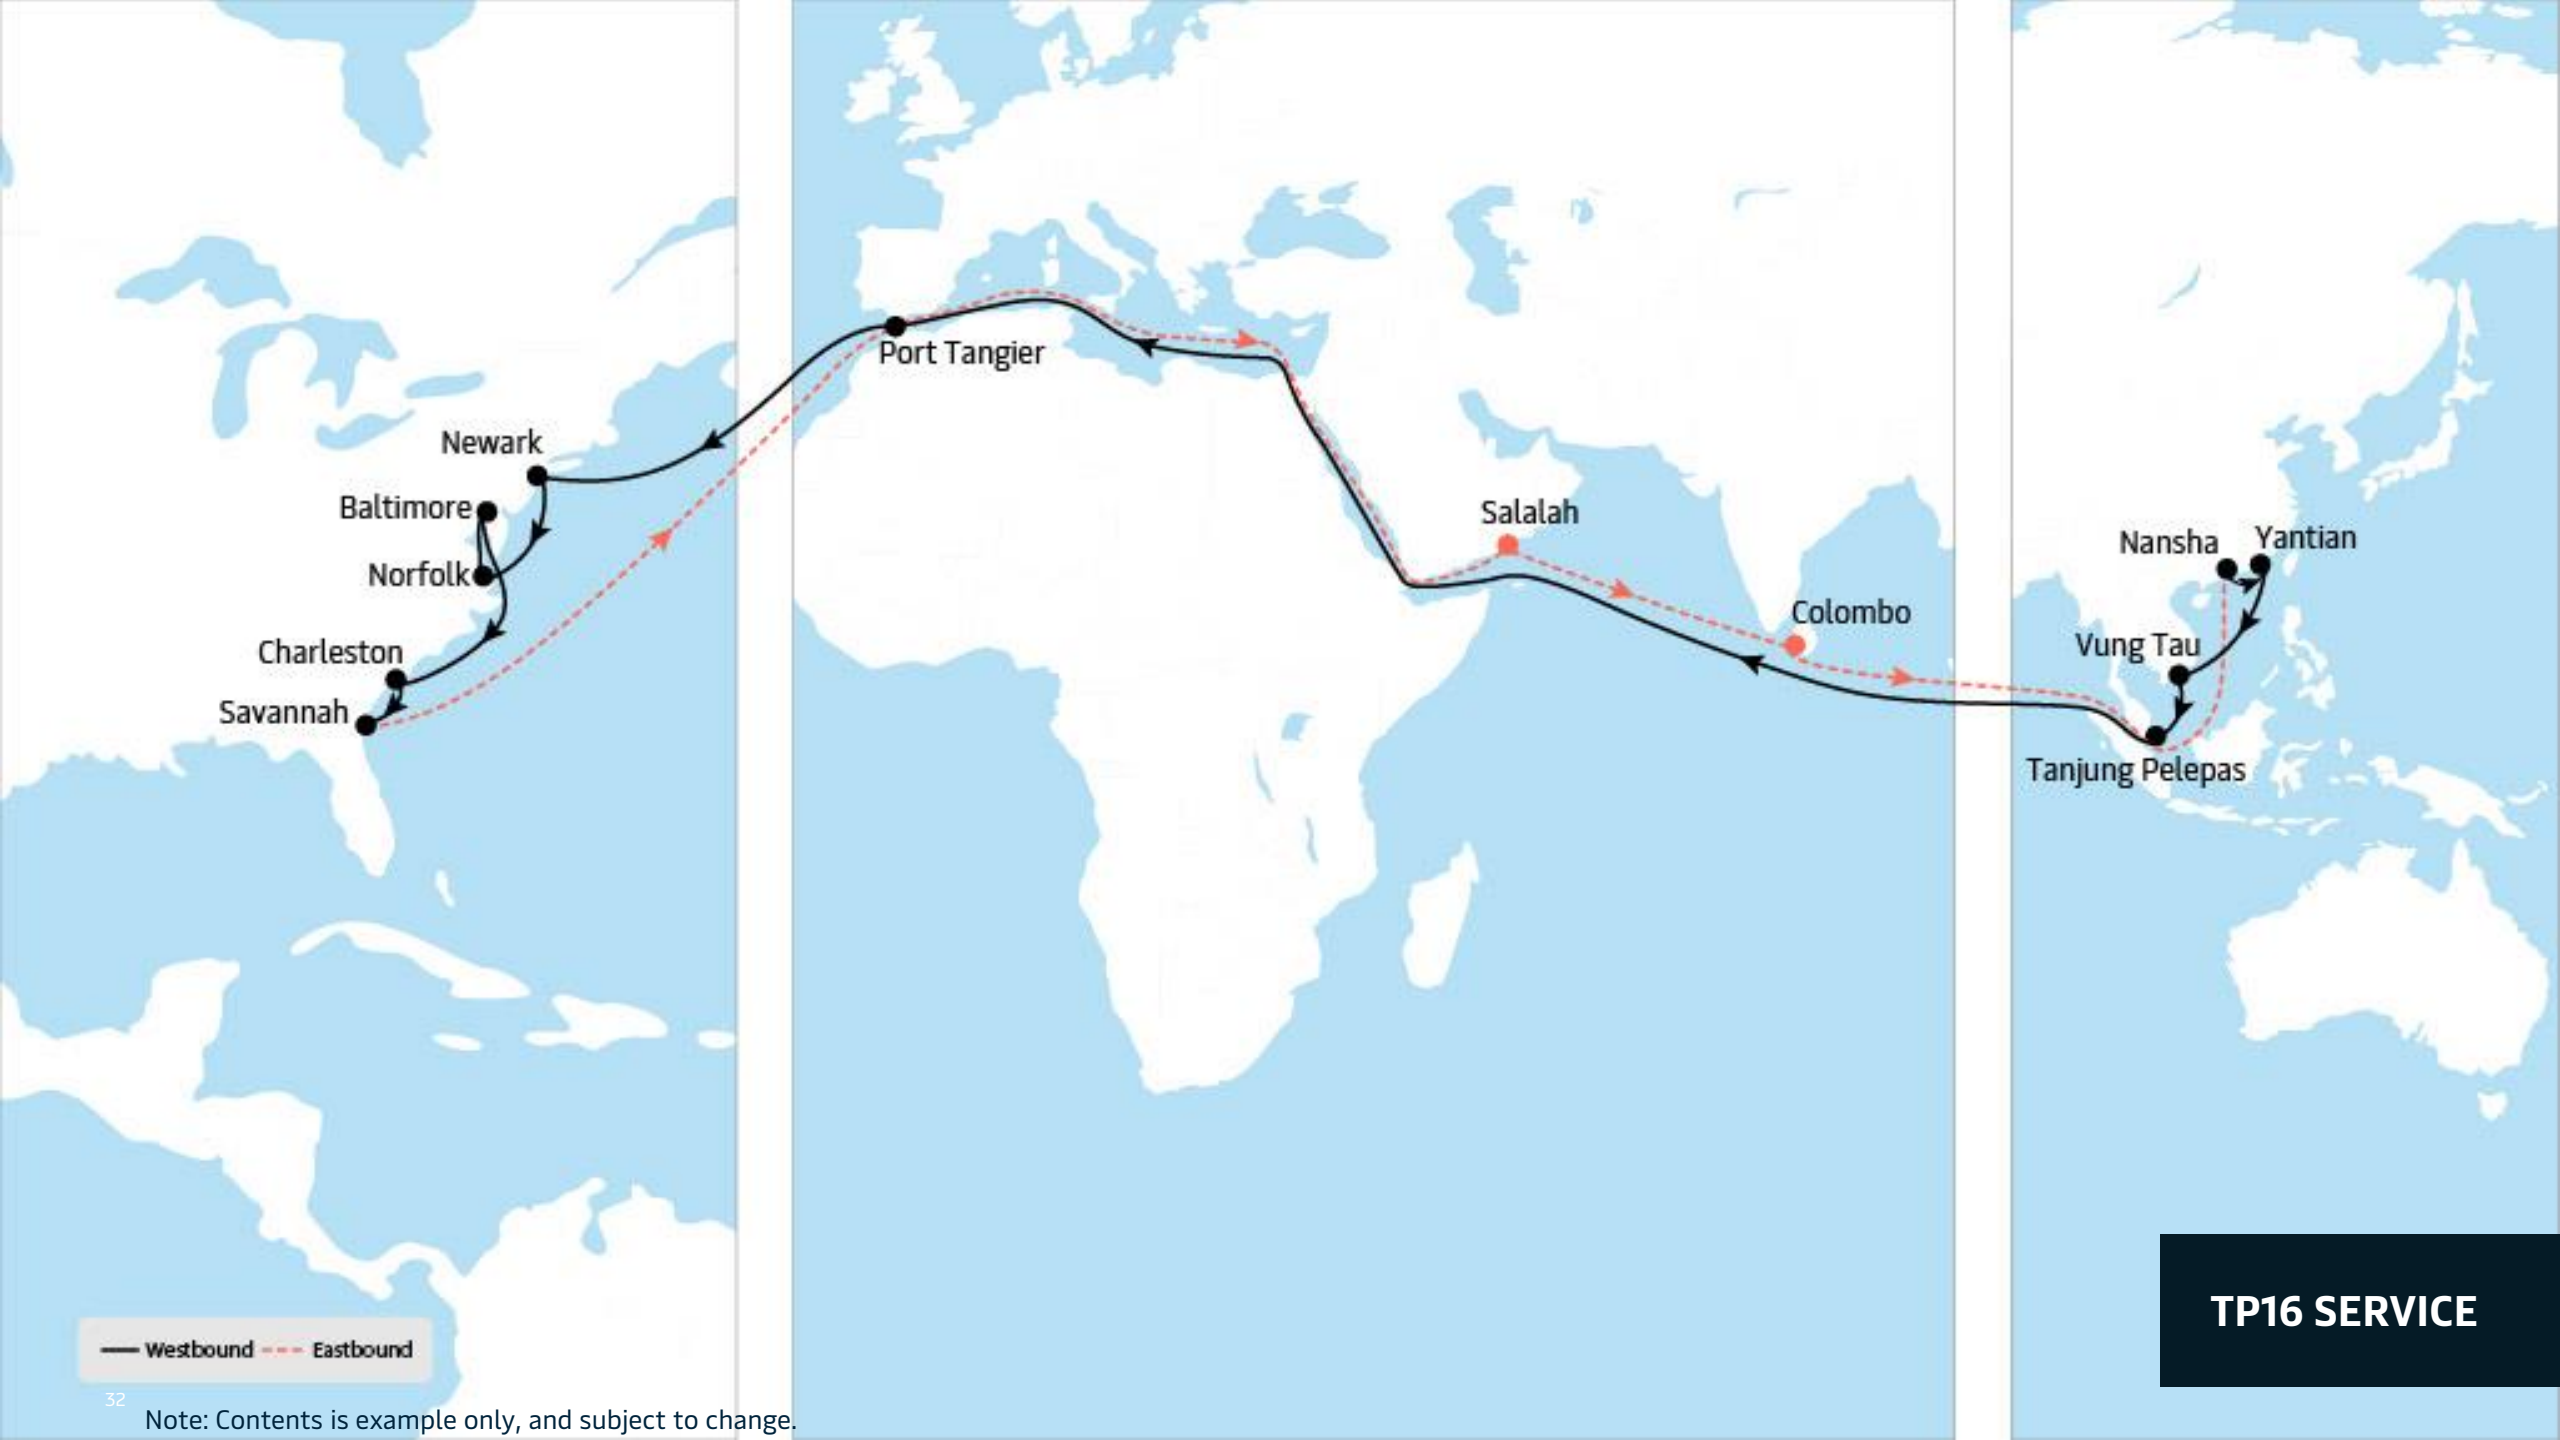 Port Tangier
Newark
Baltimore
Norfolk
Charleston
Savannah
Salalah
Colombo
Nansha
Yantian
Vung Tau
Tanjung Pelepas
TP16 SERVICE
Westbound
Eastbound
32
Note: Contents is example only, and subject to change.